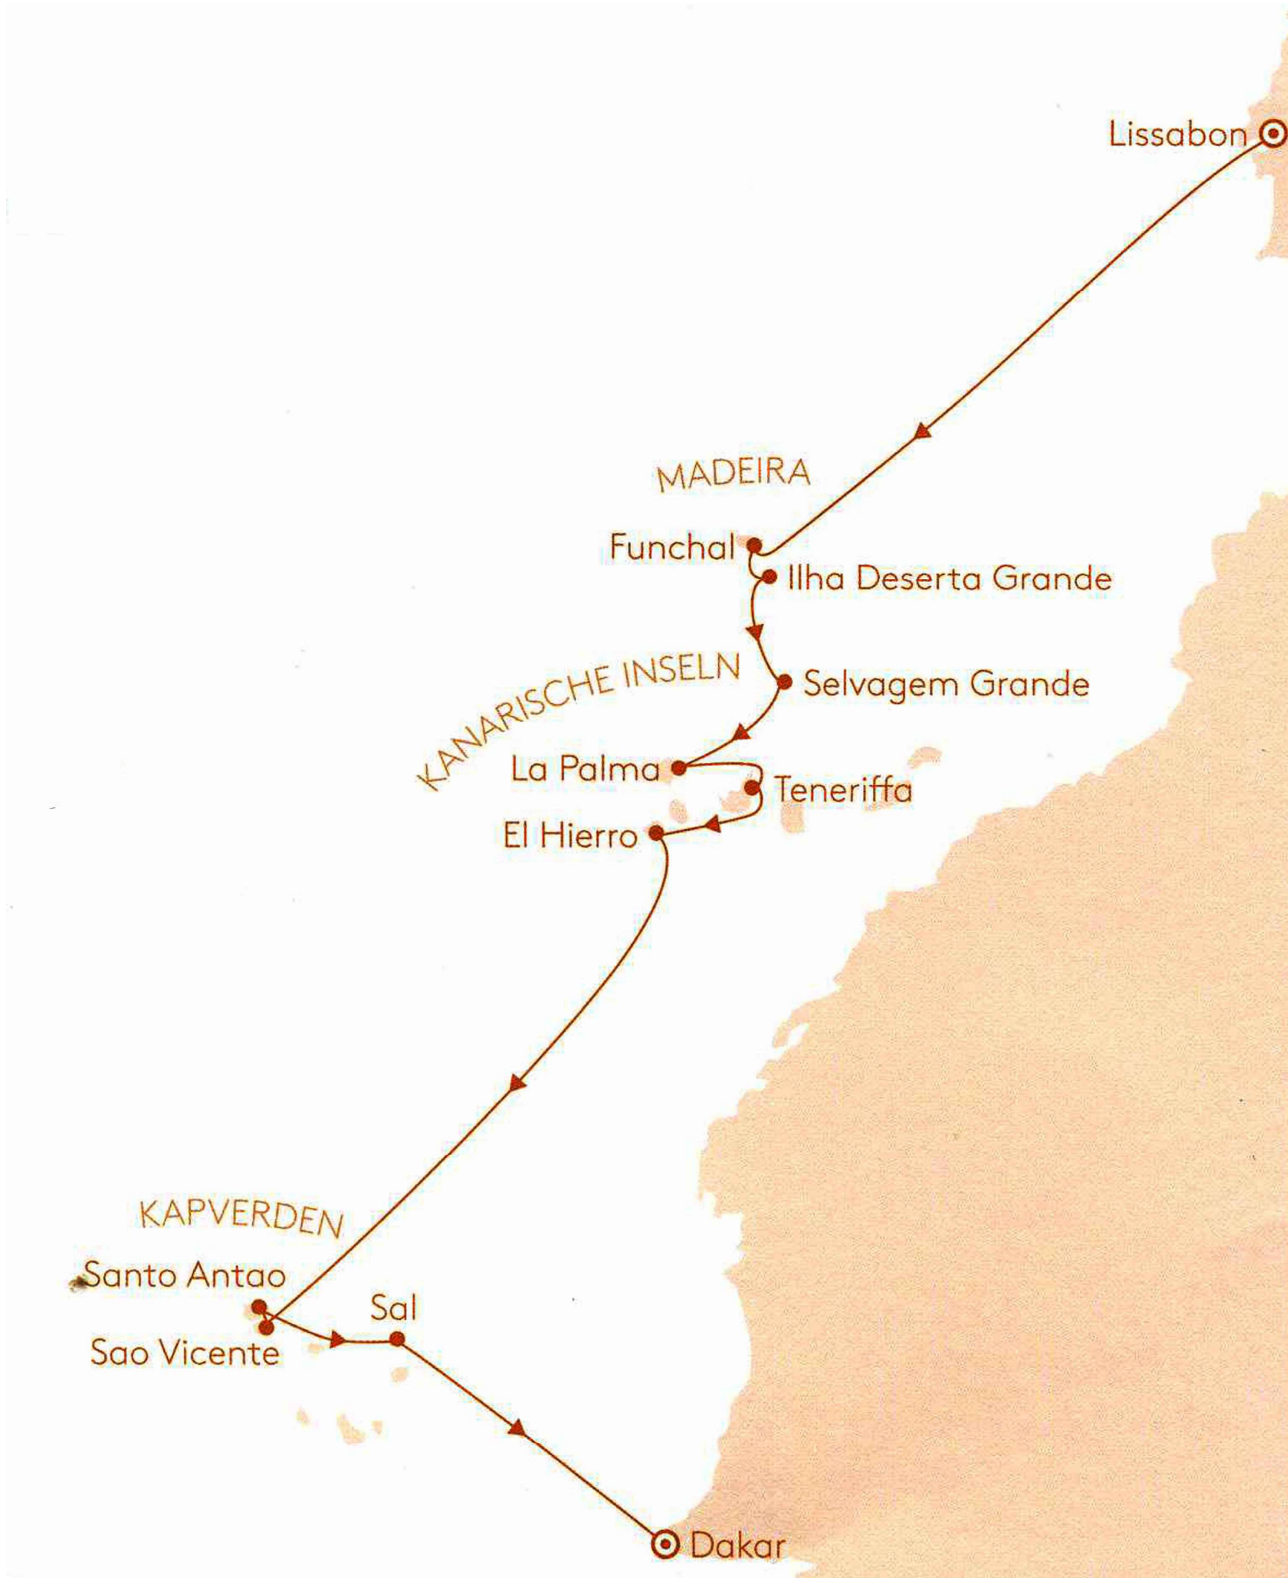 Lissabon
MADEIRA
Funchal
Ilha Deserta Grande
KANARISCHE INSELN
Selvagem Grande
La Palma
Teneriffa
El Hierro
KAPVERDEN
Santo Antao
Sal
Sao Vicente
Dakar